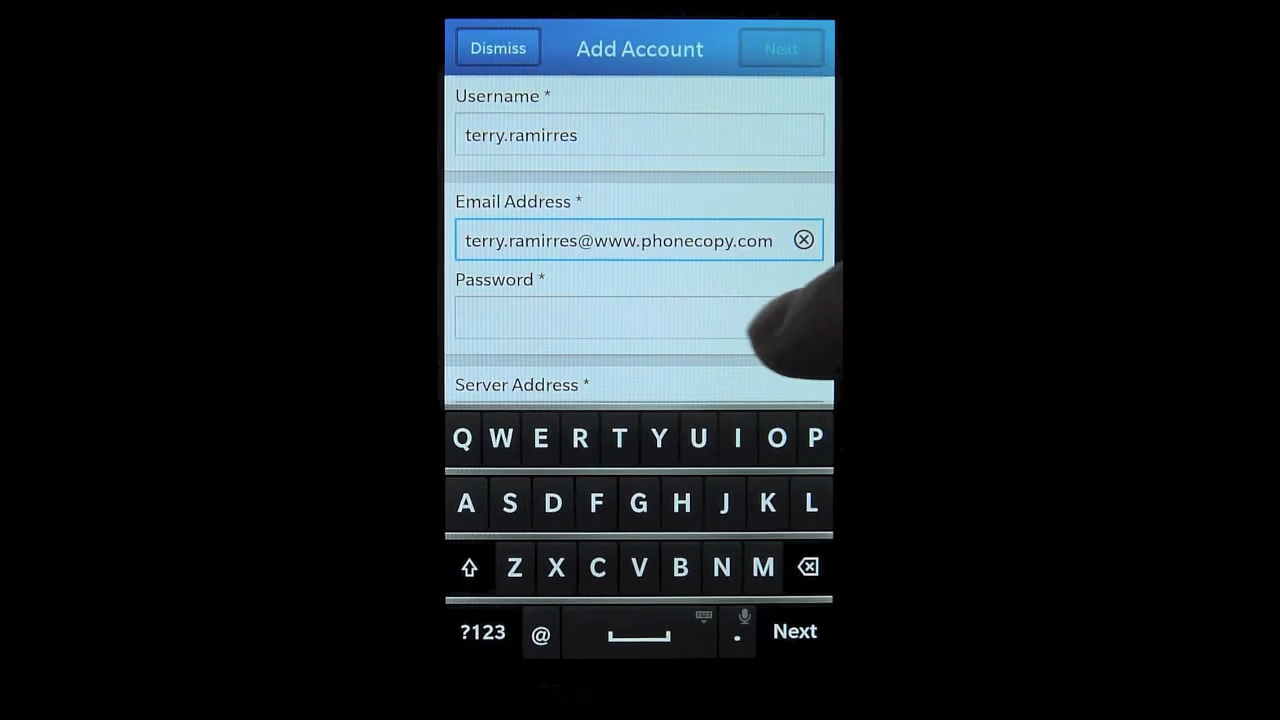 Dismiss Add Account Next
Username *
terry.ramirres
Email Address *
terry.ramirres@www.phonecopy.com
Password *
Server Address *
Q W E R T Y U I O P
A S D F G H J K L
Z X C V B N M
?123 @ . Next